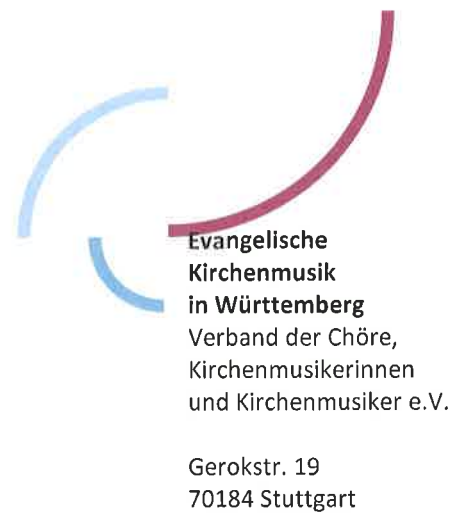 Evangelische
Kirchenmusik
in Württemberg
Verband der Chöre,
Kirchenmusikerinnen
und Kirchenmusiker e.V.
Gerokstr. 19
70184 Stuttgart